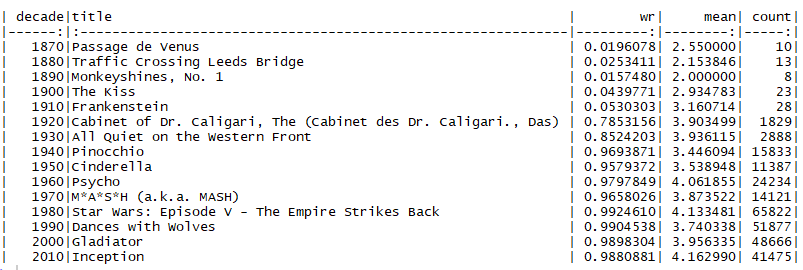 | decade|title | wr| mean| count|
|------:|:------------------------------------------------------------------|---------:|--------:|-----:|
| 1870|Passage de Venus | 0.0196078| 2.550000| 10|
| 1880|Traffic Crossing Leeds Bridge | 0.0253411| 2.153846| 13|
| 1890|Monkeyshines, No. 1 | 0.0157480| 2.000000| 8|
| 1900|The Kiss | 0.0439771| 2.934783| 23|
| 1910|Frankenstein | 0.0530303| 3.160714| 28|
| 1920|Cabinet of Dr. Caligari, The (Cabinet des Dr. Caligari., Das) | 0.7853156| 3.903499| 1829|
| 1930|All Quiet on the Western Front | 0.8524203| 3.936115| 2888|
| 1940|Pinocchio | 0.9693871| 3.446094| 15833|
| 1950|Cinderella | 0.9579372| 3.538948| 11387|
| 1960|Psycho | 0.9797849| 4.061855| 24234|
| 1970|M*A*S*H (a.k.a. MASH) | 0.9658026| 3.873522| 14121|
| 1980|Star Wars: Episode V - The Empire Strikes Back | 0.9924610| 4.133481| 65822|
| 1990|Dances with Wolves | 0.9904538| 3.740338| 51877|
| 2000|Gladiator | 0.9898304| 3.956335| 48666|
| 2010|Inception | 0.9880881| 4.162990| 41475|